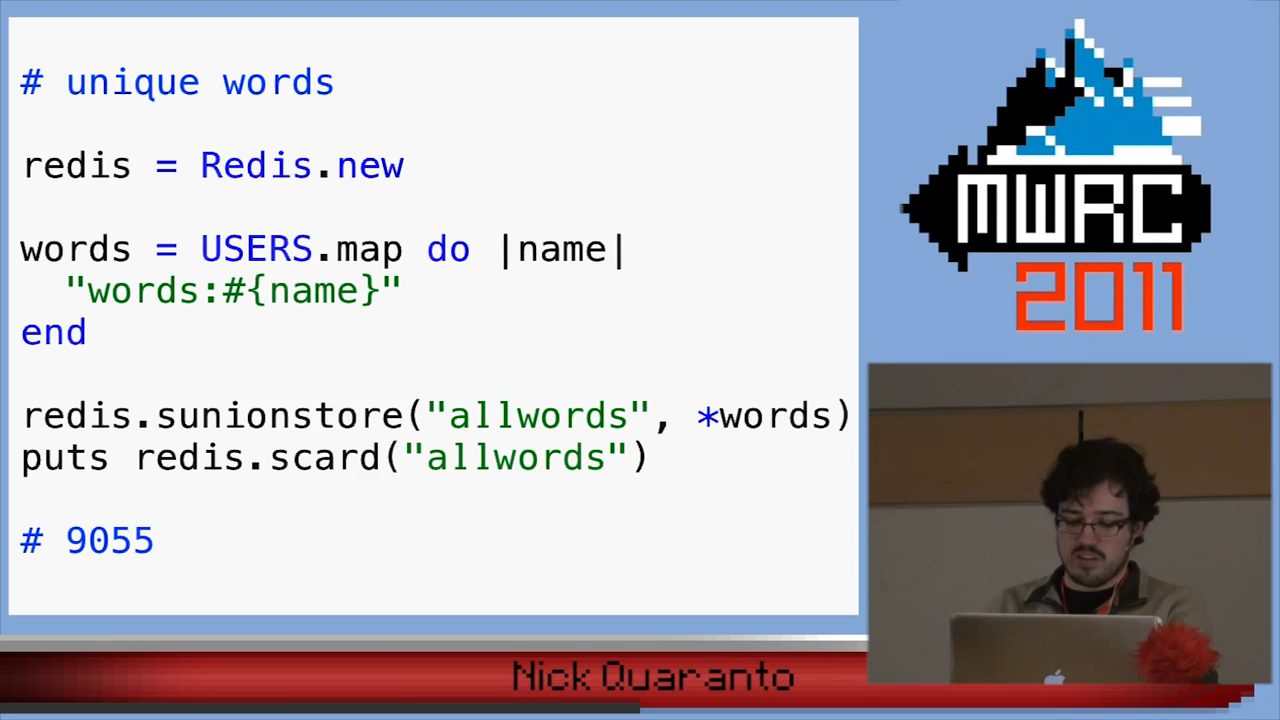 # unique words
redis = Redis.new
words = USERS.map do |name|
"words:#{name}"
end
redis.sunionstore("allwords", *words)
puts redis.scard("allwords")
# 9055
MWRC
2011
Nick Quaranto